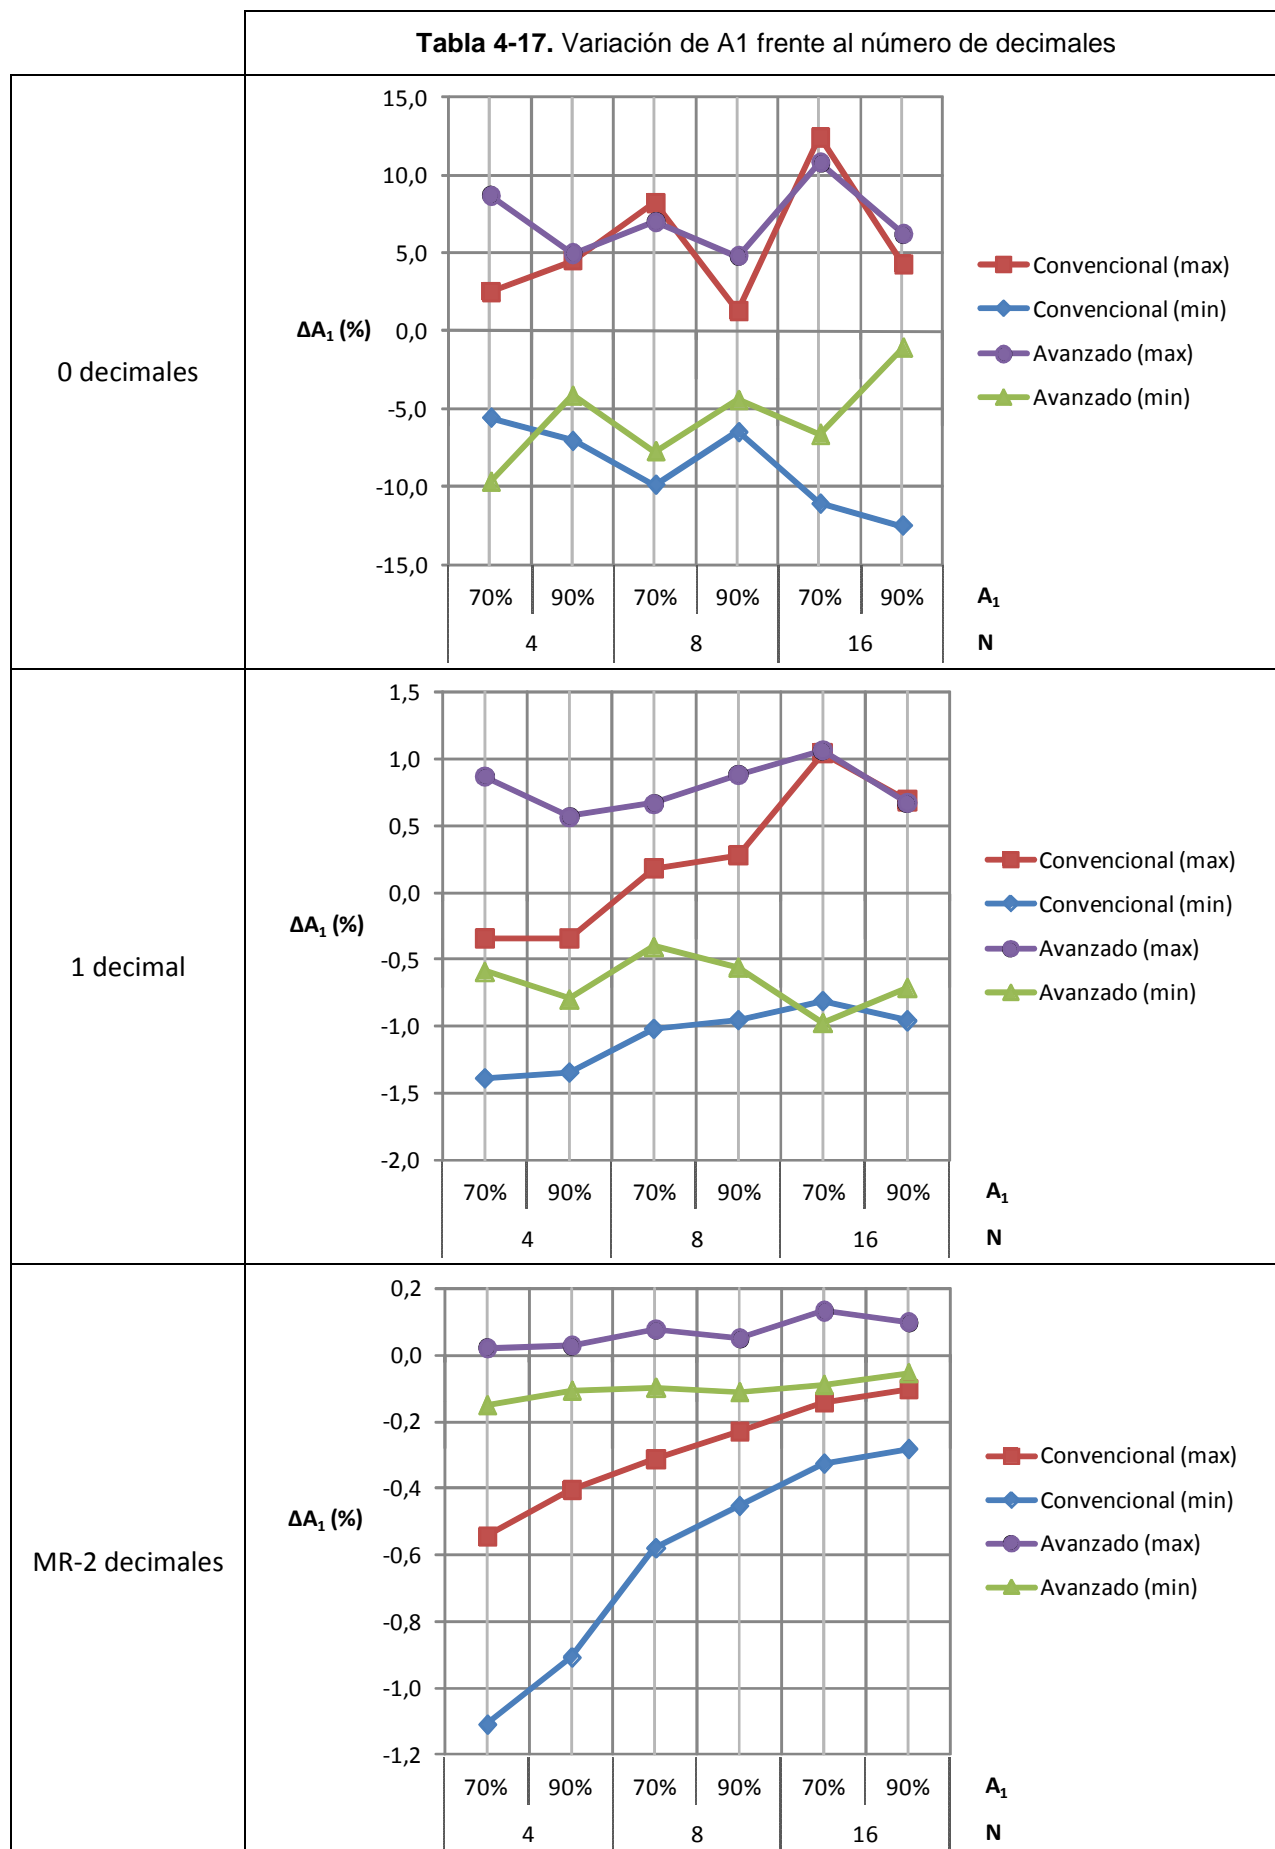 Tabla 4-17. Variación de A1 frente al número de decimales
0 decimales
15,0
10,0
5,0
0,0
-5,0
-10,0
-15,0
ΔA₁ (%)
70% 90% 70% 90% 70% 90% A₁
4 8 16 N
Convencional (max)
Convencional (min)
Avanzado (max)
Avanzado (min)
1 decimal
1,5
1,0
0,5
0,0
-0,5
-1,0
-1,5
-2,0
ΔA₁ (%)
70% 90% 70% 90% 70% 90% A₁
4 8 16 N
Convencional (max)
Convencional (min)
Avanzado (max)
Avanzado (min)
MR-2 decimales
0,2
0,0
-0,2
-0,4
-0,6
-0,8
-1,0
-1,2
ΔA₁ (%)
70% 90% 70% 90% 70% 90% A₁
4 8 16 N
Convencional (max)
Convencional (min)
Avanzado (max)
Avanzado (min)